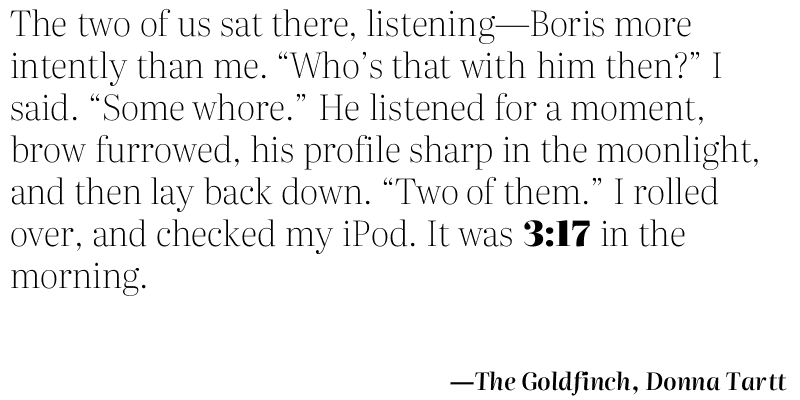 The two of us sat there, listening—Boris more
intently than me. “Who’s that with him then?” I
said. “Some whore.” He listened for a moment,
brow furrowed, his profile sharp in the moonlight,
and then lay back down. “Two of them.” I rolled
over, and checked my iPod. It was 3:17 in the
morning.
—The Goldfinch, Donna Tartt